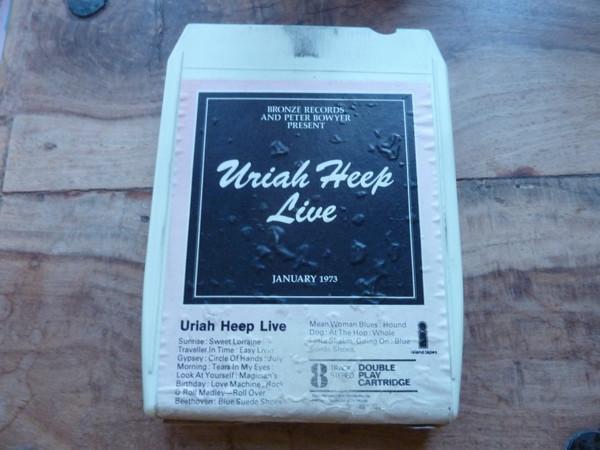 BRONZE RECORDS
AND PETER BOWYER
PRESENT
Uriah Heep
Live
JANUARY 1973
Uriah Heep Live
Sunrise: Sweet Lorraine
Traveller In Time: Easy Livin'
Gypsey: Circle Of Hands: July
Morning: Tears In My Eyes:
Look At Yourself: Magician's
Birthday: Love Machine: Rock
& Roll Medley—Roll Over
Beethoven: Blue Suede Shoes
Mean Woman Blues: Hound
Dog: At The Hop: Whole
Going On: Blue
Suede Shoes.
island tapes
8 TRACK STEREO
DOUBLE
PLAY
CARTRIDGE